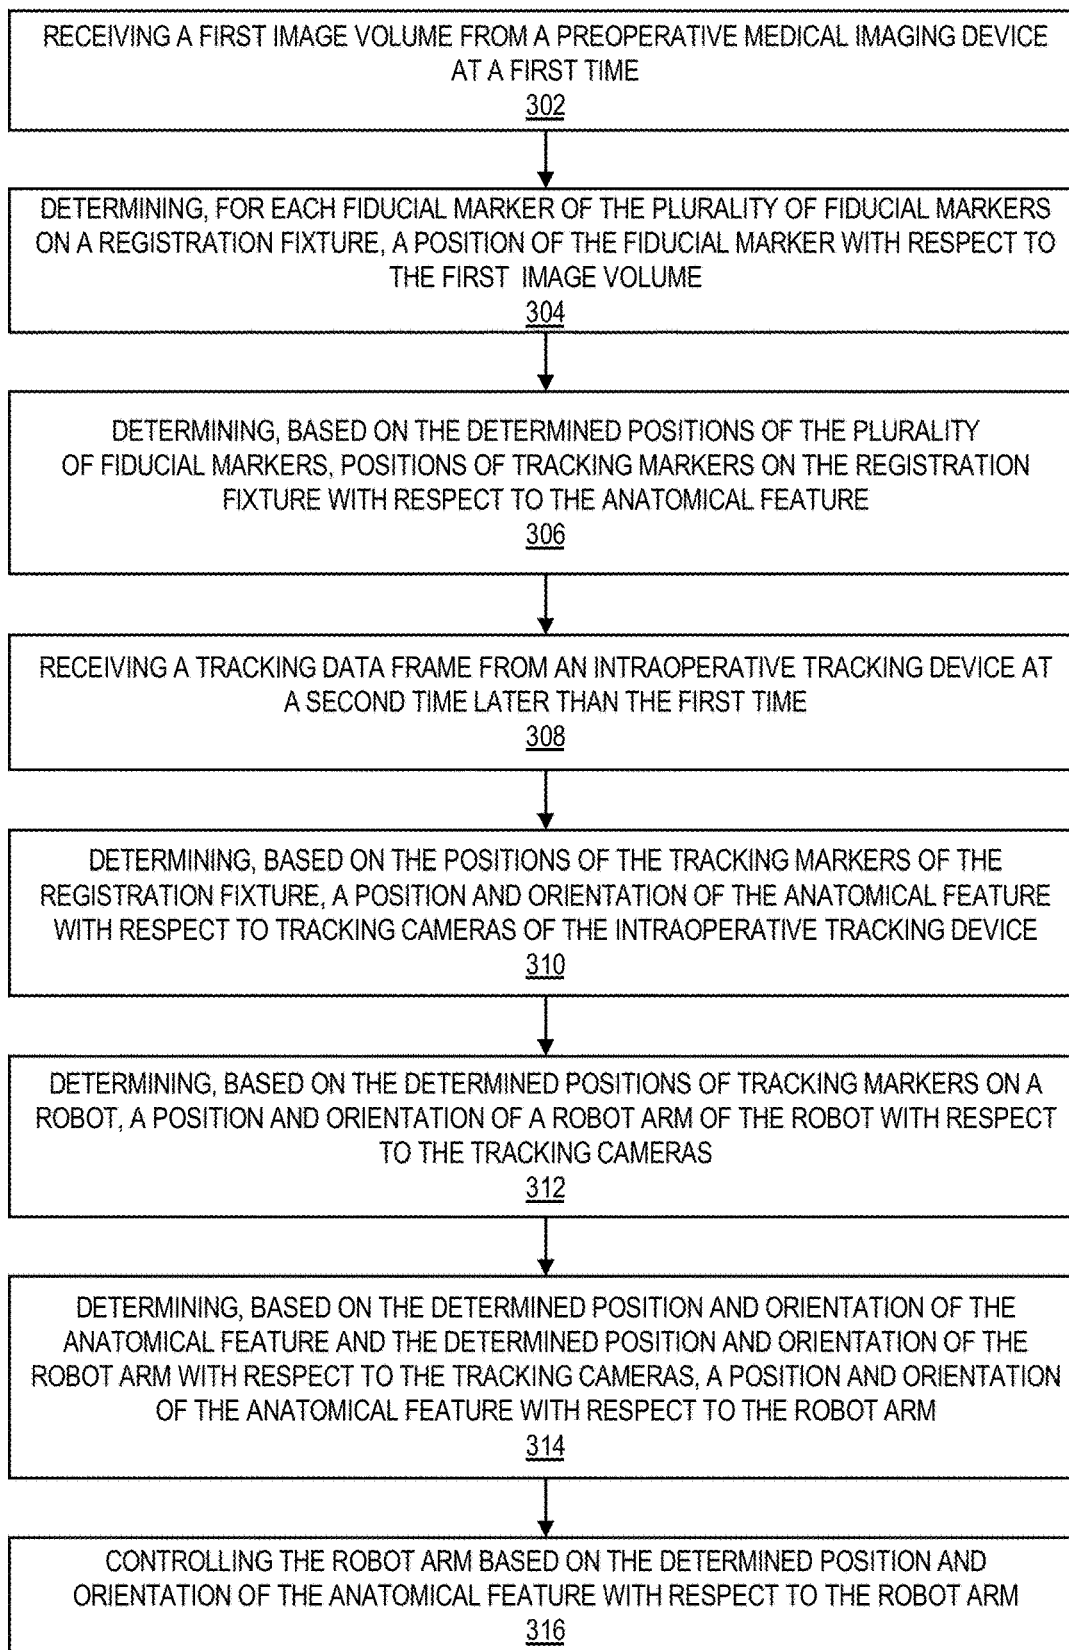 RECEIVING A FIRST IMAGE VOLUME FROM A PREOPERATIVE MEDICAL IMAGING DEVICE
AT A FIRST TIME
302
DETERMINING, FOR EACH FIDUCIAL MARKER OF THE PLURALITY OF FIDUCIAL MARKERS
ON A REGISTRATION FIXTURE, A POSITION OF THE FIDUCIAL MARKER WITH RESPECT TO
THE FIRST IMAGE VOLUME
304
DETERMINING, BASED ON THE DETERMINED POSITIONS OF THE PLURALITY
OF FIDUCIAL MARKERS, POSITIONS OF TRACKING MARKERS ON THE REGISTRATION
FIXTURE WITH RESPECT TO THE ANATOMICAL FEATURE
306
RECEIVING A TRACKING DATA FRAME FROM AN INTRAOPERATIVE TRACKING DEVICE AT
A SECOND TIME LATER THAN THE FIRST TIME
308
DETERMINING, BASED ON THE POSITIONS OF THE TRACKING MARKERS OF THE
REGISTRATION FIXTURE, A POSITION AND ORIENTATION OF THE ANATOMICAL FEATURE
WITH RESPECT TO TRACKING CAMERAS OF THE INTRAOPERATIVE TRACKING DEVICE
310
DETERMINING, BASED ON THE DETERMINED POSITIONS OF TRACKING MARKERS ON A
ROBOT, A POSITION AND ORIENTATION OF A ROBOT ARM OF THE ROBOT WITH RESPECT
TO THE TRACKING CAMERAS
312
DETERMINING, BASED ON THE DETERMINED POSITION AND ORIENTATION OF THE
ANATOMICAL FEATURE AND THE DETERMINED POSITION AND ORIENTATION OF THE
ROBOT ARM WITH RESPECT TO THE TRACKING CAMERAS, A POSITION AND ORIENTATION
OF THE ANATOMICAL FEATURE WITH RESPECT TO THE ROBOT ARM
314
CONTROLLING THE ROBOT ARM BASED ON THE DETERMINED POSITION AND
ORIENTATION OF THE ANATOMICAL FEATURE WITH RESPECT TO THE ROBOT ARM
316